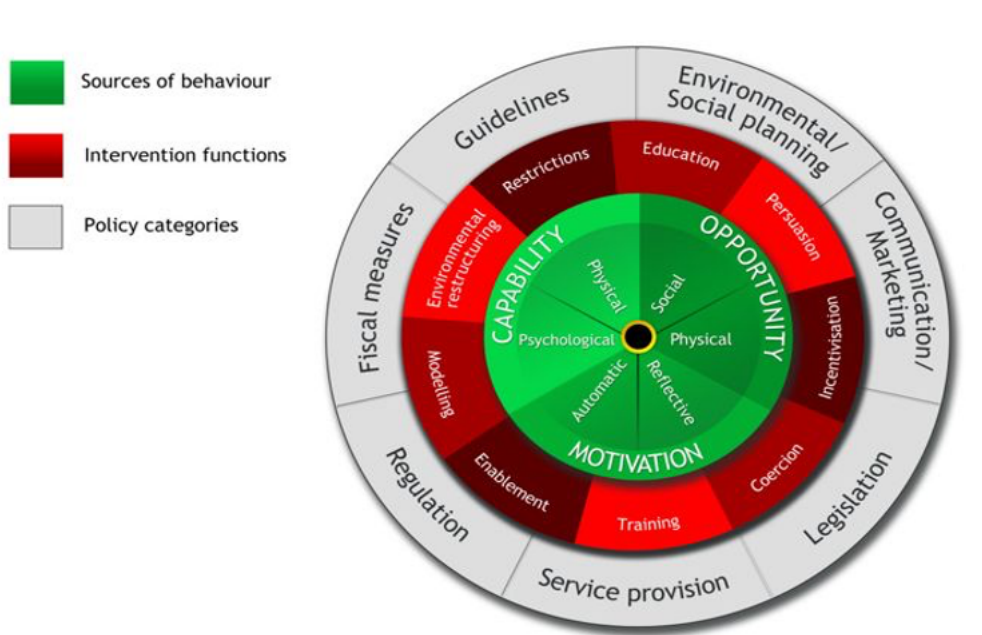 Sources of behaviour
Intervention functions
Policy categories
Guidelines
Environmental/
Social planning
Communication/
Marketing
Legislation
Service provision
Regulation
Fiscal measures
Restrictions
Education
Persuasion
Incentivisation
Coercion
Training
Enablement
Modelling
Environmental
restructuring
CAPABILITY
OPPORTUNITY
MOTIVATION
Physical
Social
Physical
Reflective
Automatic
Psychological